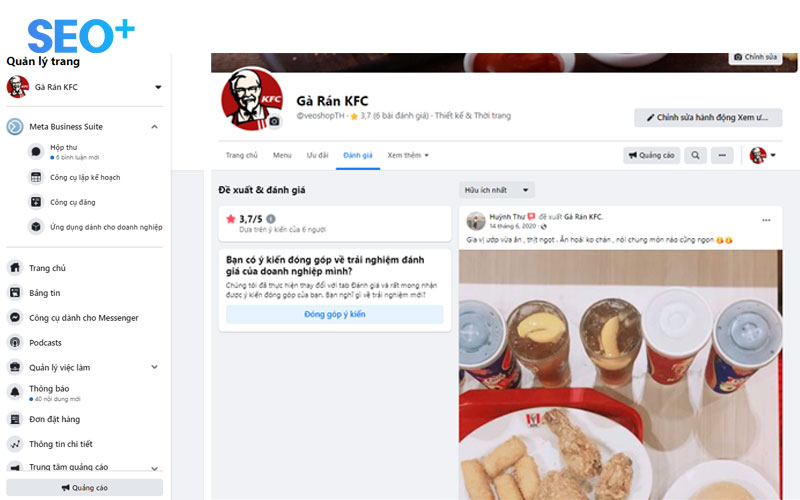 SEO+
Quản lý trang
Gà Rán KFC
Meta Business Suite
Hộp thư
6 bình luận mới
Công cụ lập kế hoạch
Công cụ đăng
Ứng dụng dành cho doanh nghiệp
Trang chủ
Bảng tin
Công cụ dành cho Messenger
Podcasts
Quản lý việc làm
Thông báo
40 nội dung mới
Đơn đặt hàng
Thông tin chi tiết
Trung tâm quảng cáo
Quảng cáo
Chỉnh sửa
KFC
Gà Rán KFC
@veoshopTH · 3,7 (6 bài đánh giá) · Thiết kế & Thời trang
Chỉnh sửa hành động Xem ư...
Trang chủ Menu Ưu đãi Đánh giá Xem thêm
Quảng cáo
Đề xuất & đánh giá
Hữu ích nhất
3,7/5
Dựa trên ý kiến của 6 người
Bạn có ý kiến đóng góp về trải nghiệm đánh
giá của doanh nghiệp mình?
Chúng tôi đã thực hiện thay đổi với tab Đánh giá và rất mong nhận
được ý kiến đóng góp của bạn. Bạn nghĩ gì về trải nghiệm mới?
Đóng góp ý kiến
Huỳnh Thư đề xuất Gà Rán KFC.
14 tháng 6, 2020
Gia vị ướp vừa ăn , thịt ngọt . Ăn hoài ko chán , nói chung món nào cũng ngon
KFC